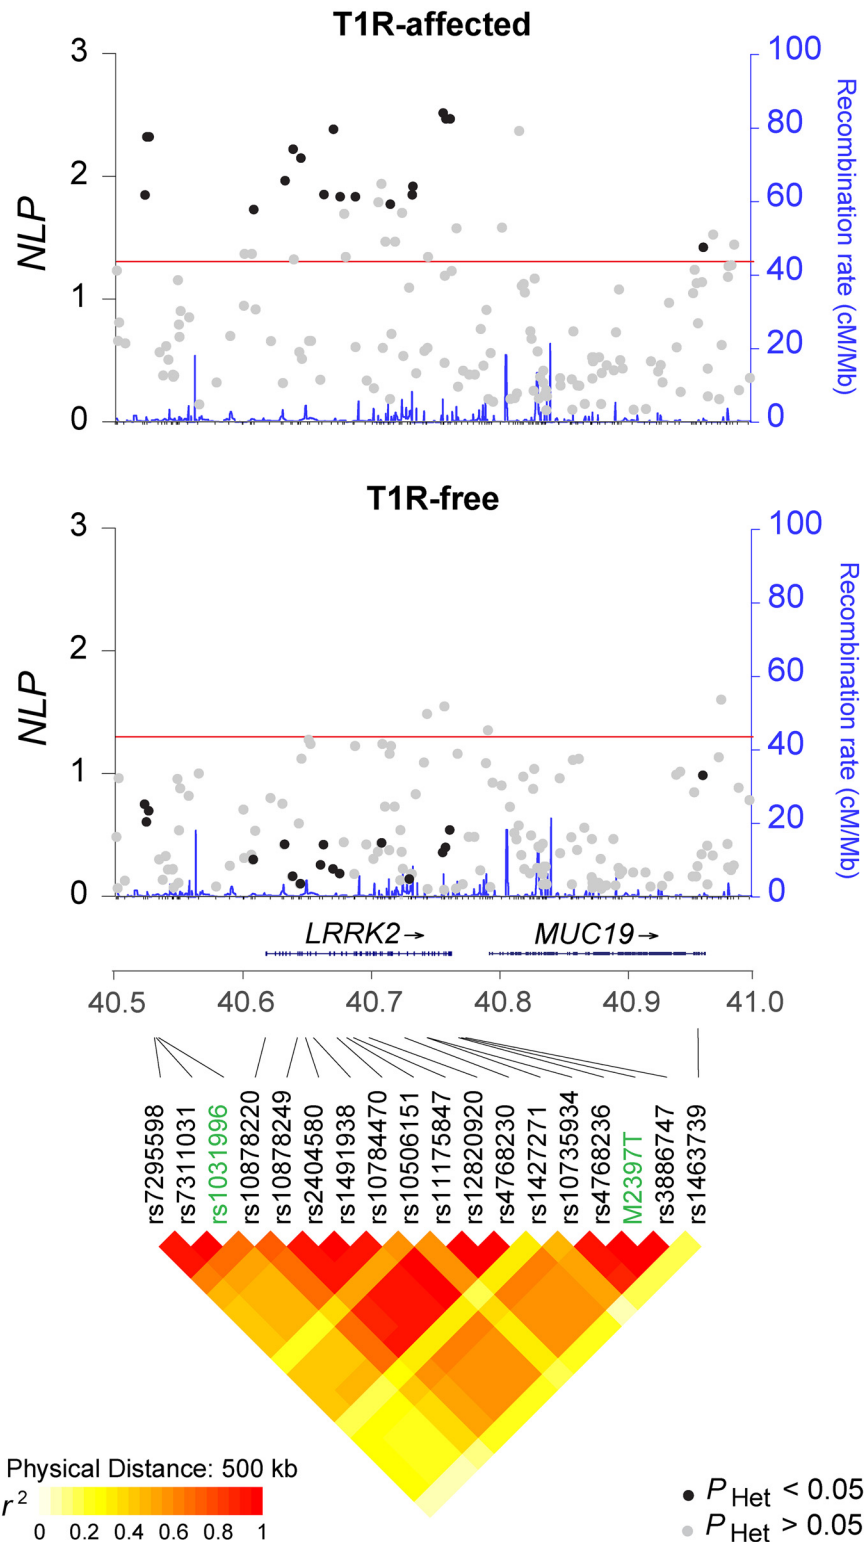 T1R-affected
3
2
1
0
NLP
100
80
60
40
20
0
Recombination rate (cM/Mb)
T1R-free
3
2
1
0
NLP
100
80
60
40
20
0
Recombination rate (cM/Mb)
LRRK2→ MUC19→
40.5 40.6 40.7 40.8 40.9 41.0
rs7295598
rs7311031
rs1031996
rs10878220
rs10878249
rs2404580
rs1491938
rs10784470
rs10506151
rs11175847
rs12820920
rs4768230
rs1427271
rs10735934
rs4768236
M2397T
rs3886747
rs1463739
Physical Distance: 500 kb
r²
0 0.2 0.4 0.6 0.8 1
P Het < 0.05
P Het > 0.05